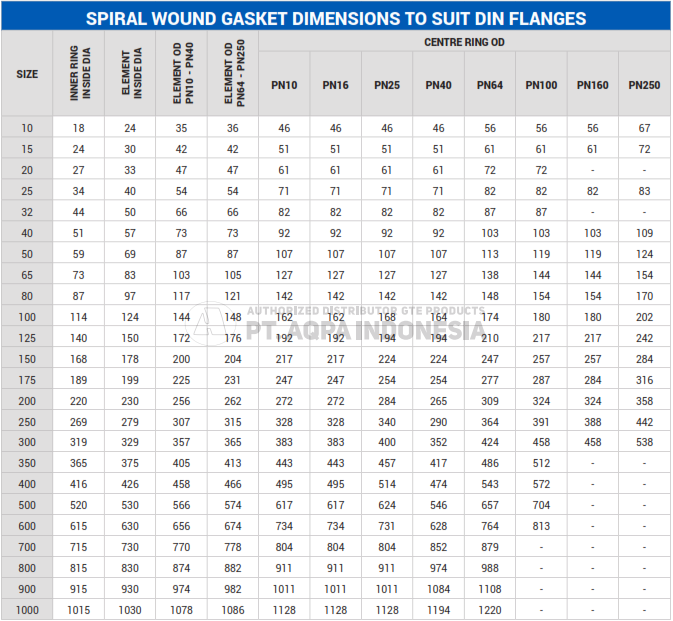 SPIRAL WOUND GASKET DIMENSIONS TO SUIT DIN FLANGES
SIZE INNER RING INSIDE DIA ELEMENT INSIDE DIA ELEMENT OD PN10 - PN40 ELEMENT OD PN64 - PN250 CENTRE RING OD
PN10 PN16 PN25 PN40 PN64 PN100 PN160 PN250
10 18 24 35 36 46 46 46 46 56 56 56 67
15 24 30 42 42 51 51 51 51 61 61 61 72
20 27 33 47 47 61 61 61 61 72 72 - -
25 34 40 54 54 71 71 71 71 82 82 82 83
32 44 50 66 66 82 82 82 82 87 87 - -
40 51 57 73 73 92 92 92 92 103 103 103 109
50 59 69 87 87 107 107 107 107 113 119 119 124
65 73 83 103 105 127 127 127 127 138 144 144 154
80 87 97 117 121 142 142 142 142 148 154 154 170
AUTHORIZED DISTRIBUTOR GTE PRODUCTS
100 114 124 144 148 162 162 168 164 174 180 180 202
PT. AQPA INDONESIA
125 140 150 172 176 192 192 194 194 210 217 217 242
150 168 178 200 204 217 217 224 224 247 257 257 284
175 189 199 225 231 247 247 254 254 277 287 284 316
200 220 230 256 262 272 272 284 265 309 324 324 358
250 269 279 307 315 328 328 340 290 364 391 388 442
300 319 329 357 365 383 383 400 352 424 458 458 538
350 365 375 405 413 443 443 457 417 486 512 - -
400 416 426 458 466 495 495 514 474 543 572 - -
500 520 530 566 574 617 617 624 546 657 704 - -
600 615 630 656 674 734 734 731 628 764 813 - -
700 715 730 770 778 804 804 804 852 879 - - -
800 815 830 874 882 911 911 911 974 988 - - -
900 915 930 974 982 1011 1011 1011 1084 1108 - - -
1000 1015 1030 1078 1086 1128 1128 1128 1194 1220 - - -